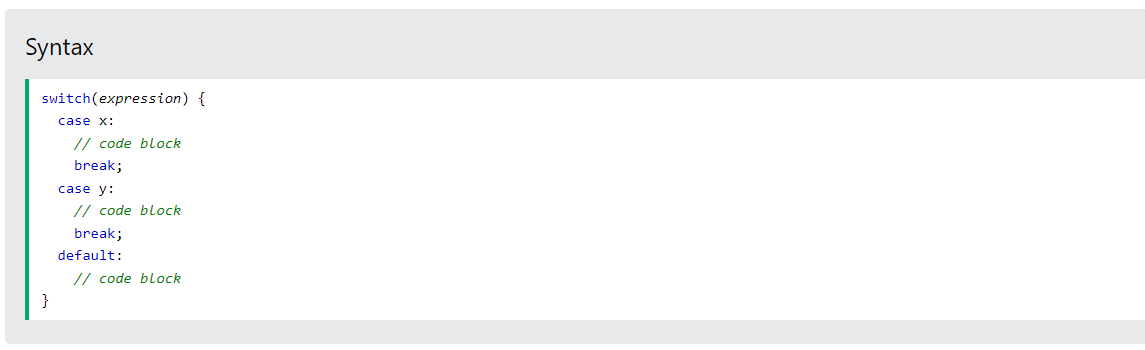 Syntax
switch(expression) {
  case x:
    // code block
    break;
  case y:
    // code block
    break;
  default:
    // code block
}